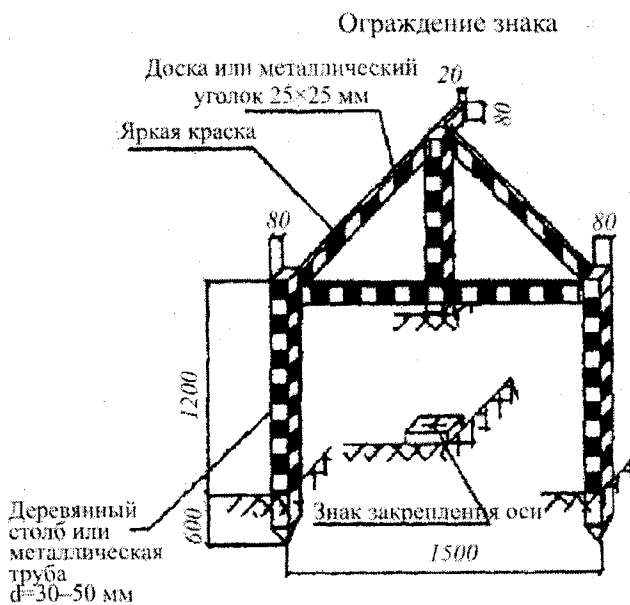 Ограждение знака
Доска или металлический
уголок 25×25 мм
20
80
Яркая краска
80
80
1200
600
Деревянный
столб или
металлическая
труба
d=30–50 мм
Знак закрепления оси
1500